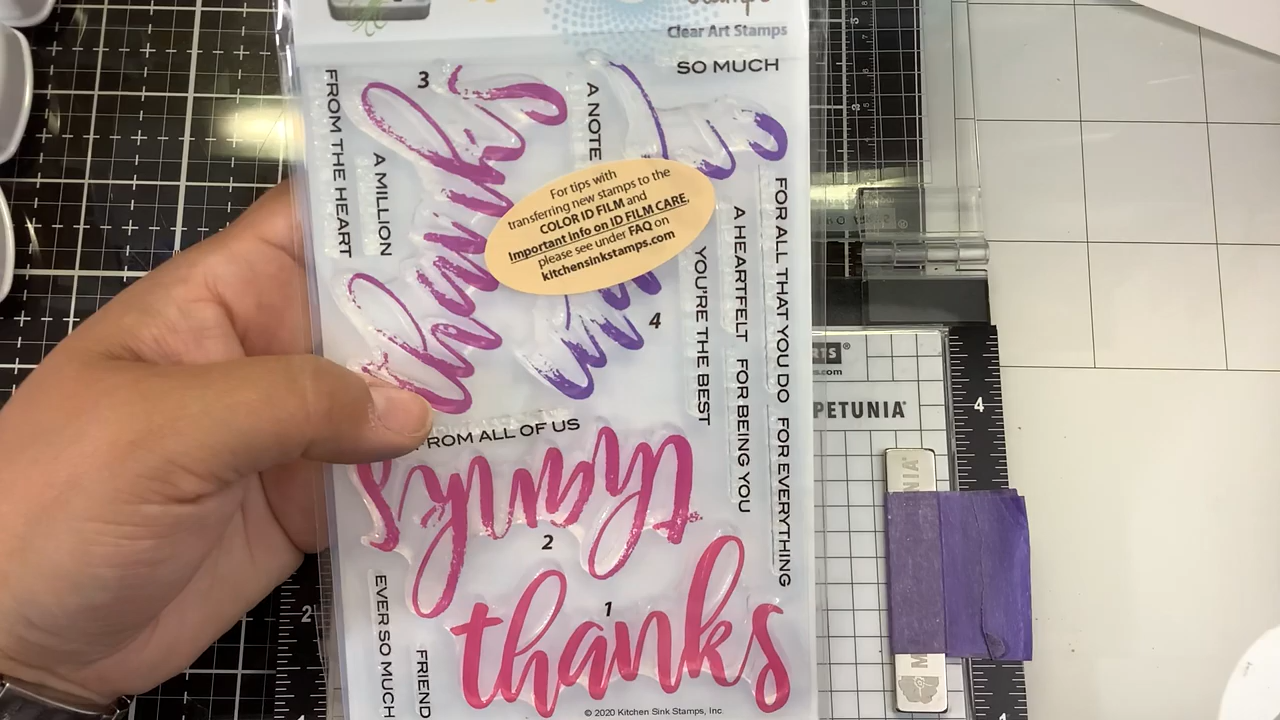 Clear Art Stamps
SO MUCH
3
thanks
FROM THE HEART
A MILLION
A NOTE
For tips with
transferring new stamps to the
COLOR ID FILM and
Important info on ID FILM CARE,
please see under FAQ on
kitchensinkstamps.com
4
FOR ALL THAT YOU DO
A HEARTFELT
YOU'RE THE BEST
FOR BEING YOU
FOR EVERYTHING
FROM ALL OF US
thanks
2
thanks
1
EVER SO MUCH
FRIEND
© 2020 Kitchen Sink Stamps, Inc.
PETUNIA
4
2